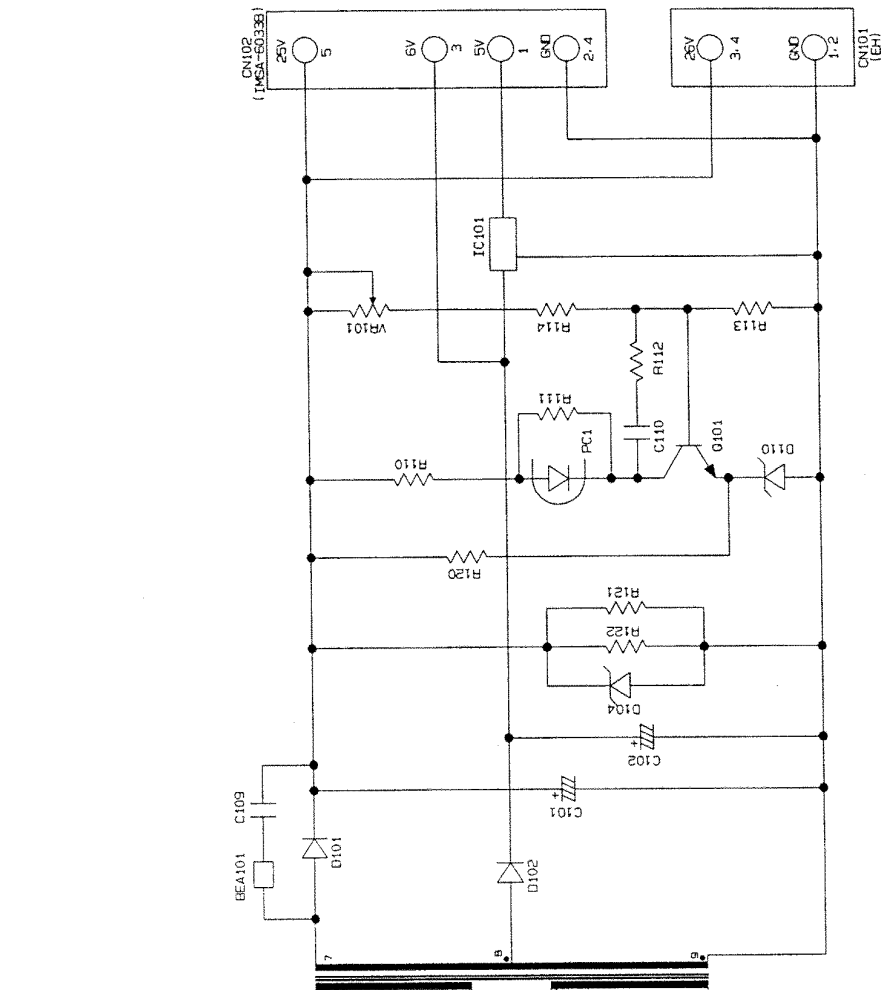 CN102
(IMSA-6033B)
25V
5
6V
3
5V
1
GND
2.4
26V
3.4
GND
1.2
CN101
(EH)
IC101
VR101
R114
R113
R112
R111
PC1
C110
Q101
D110
R110
R120
R121
R122
D104
C102
C101
+
+
C109
BEA101
D101
D102
7
8
9